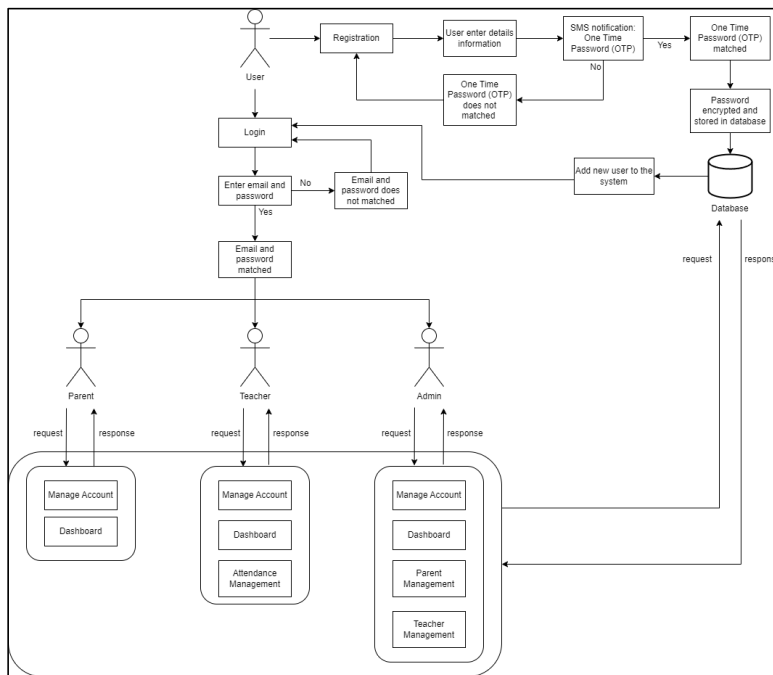 User
Registration
User enter details
information
SMS notification:
One Time
Password (OTP)
Yes
One Time
Password (OTP)
matched
No
One Time
Password (OTP)
does not
matched
Password
encrypted and
stored in database
Login
Add new user to the
system
Database
Enter email and
password
No
Email and
password does
not matched
Yes
Email and
password
matched
request
response
Parent
Teacher
Admin
request
response
request
response
request
response
Manage Account
Dashboard
Manage Account
Dashboard
Attendance
Management
Manage Account
Dashboard
Parent
Management
Teacher
Management